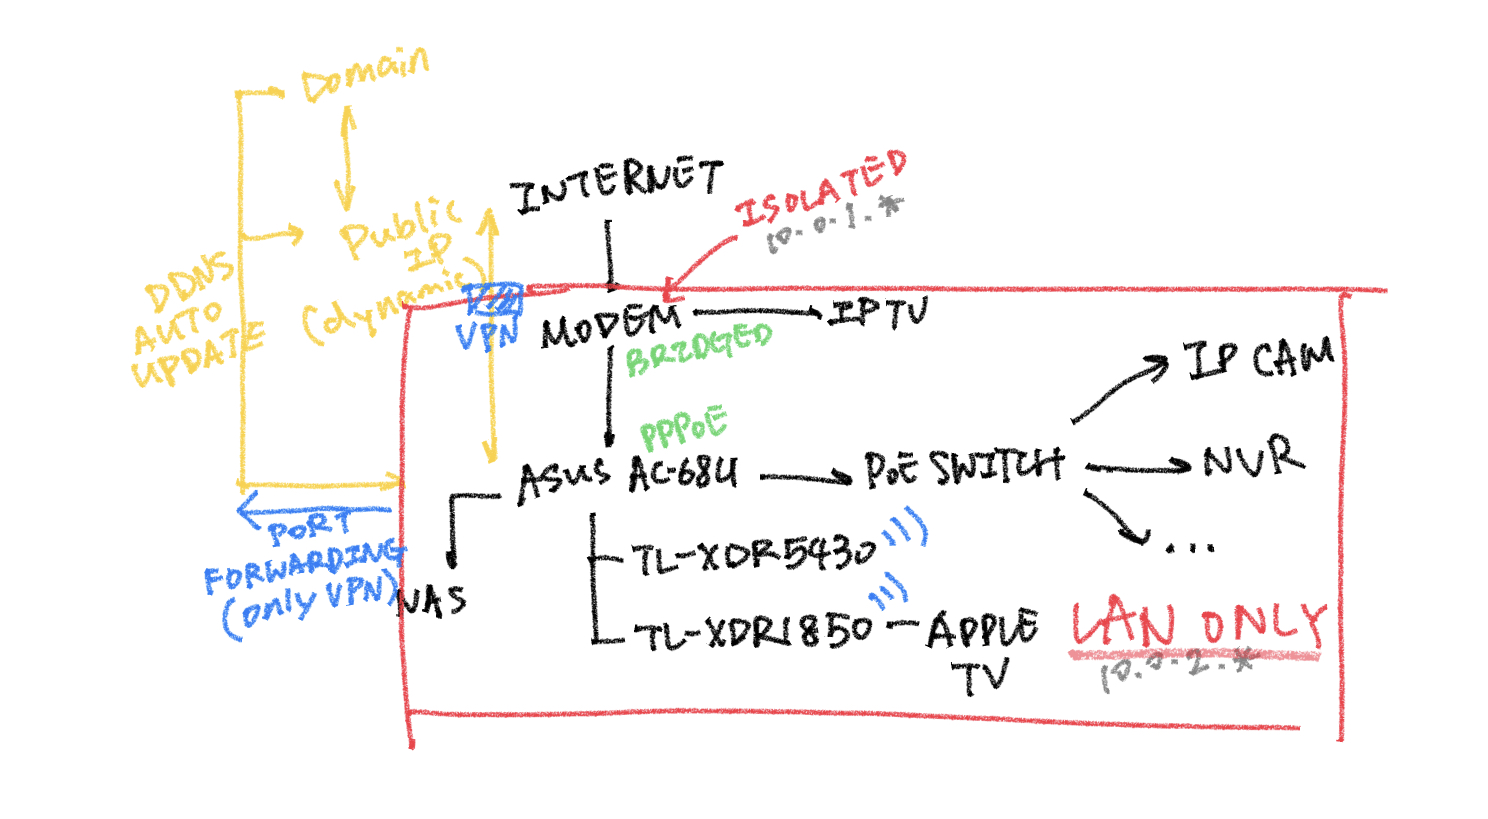 Domain
INTERNET
ISOLATED
10.0.1.*
Public
IP
(dynamic)
DDNS
AUTO
UPDATE
VPN
MODEM
IPTV
BRIDGED
IP CAM
PPPoE
ASUS AC-68U
PoE SWITCH
NVR
PORT
FORWARDING
(only VPN)
TL-XDR5430
...
NAS
TL-XDR1850
APPLE
TV
LAN ONLY
10.0.2.*